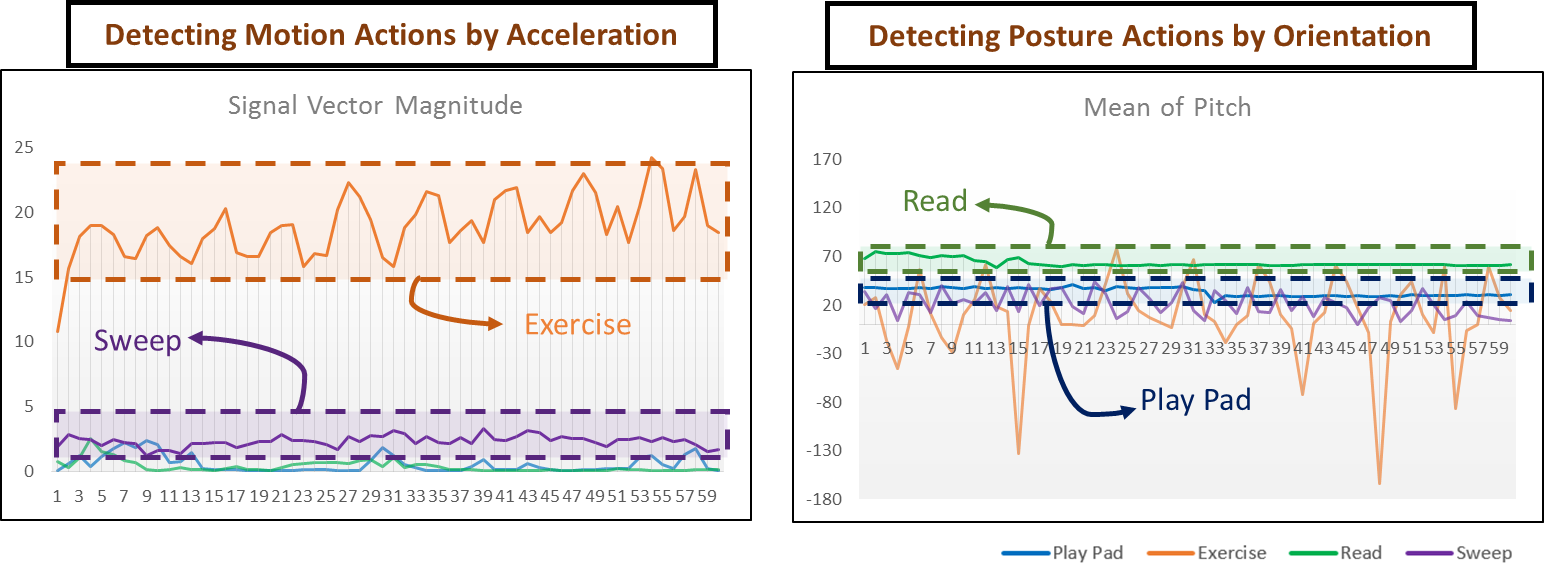 Detecting Motion Actions by Acceleration
Signal Vector Magnitude
25
20
15
10
5
0
Exercise
Sweep
1 3 5 7 9 11 13 15 17 19 21 23 25 27 29 31 33 35 37 39 41 43 45 47 49 51 53 55 57 59
Detecting Posture Actions by Orientation
Mean of Pitch
170
120
70
20
-30
-80
-130
-180
Read
1 3 5 7 9 11 13 15 17 19 21 23 25 27 29 31 33 35 37 39 41 43 45 47 49 51 53 55 57 59
Play Pad
Play Pad Exercise Read Sweep